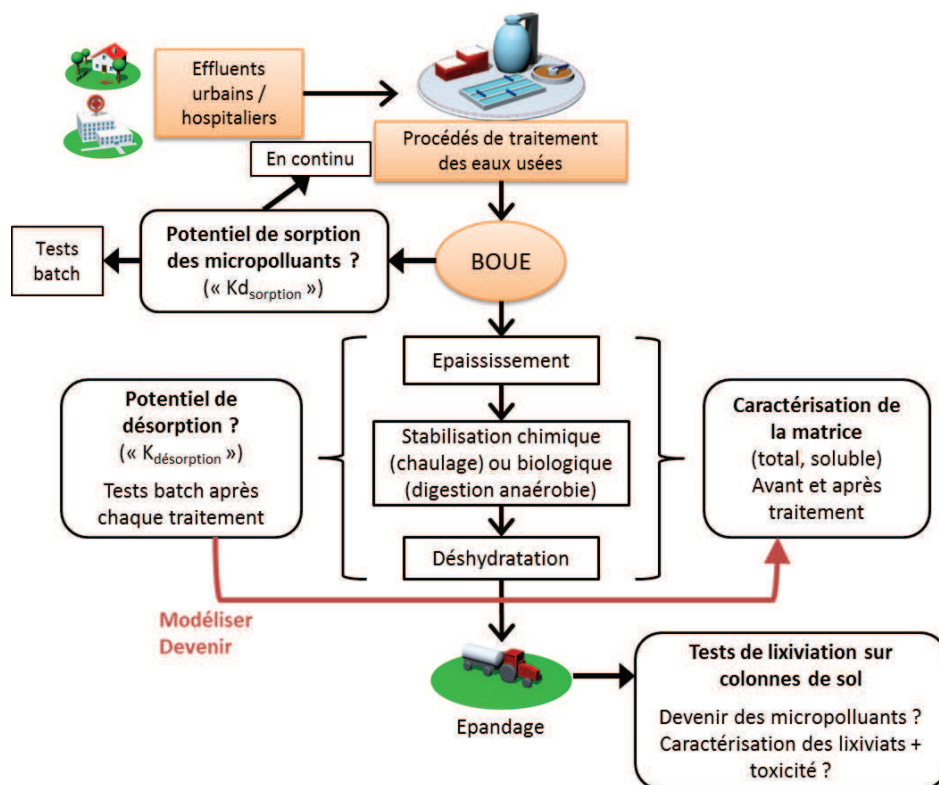 Effluents
urbains /
hospitaliers
Procédés de traitement
des eaux usées
En continu
Potentiel de sorption
des micropolluants ?
(« Kdsorption »)
Tests
batch
BOUE
Epaississement
Stabilisation chimique
(chaulage) ou biologique
(digestion anaérobie)
Déshydratation
Potentiel de
désorption ?
(« Kdésorption »)
Tests batch après
chaque traitement
Caractérisation de
la matrice
(total, soluble)
Avant et après
traitement
Modéliser
Devenir
Epandage
Tests de lixiviation sur
colonnes de sol
Devenir des micropolluants ?
Caractérisation des lixiviats +
toxicité ?